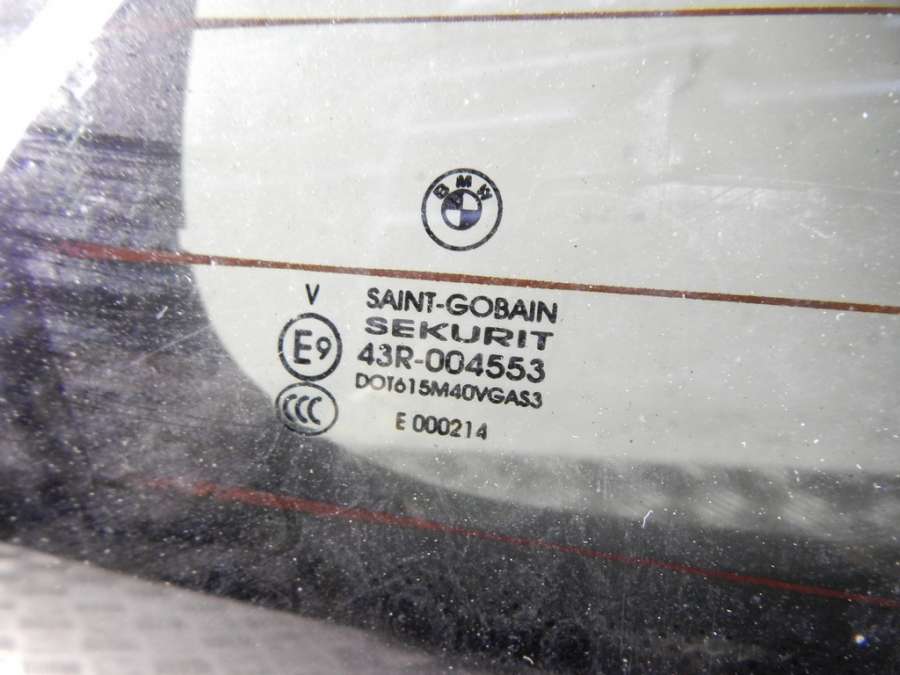 BMW
V
SAINT-GOBAIN
SEKURIT
E9
43R-004553
DOT615M40VGAS3
CCC
E 000214